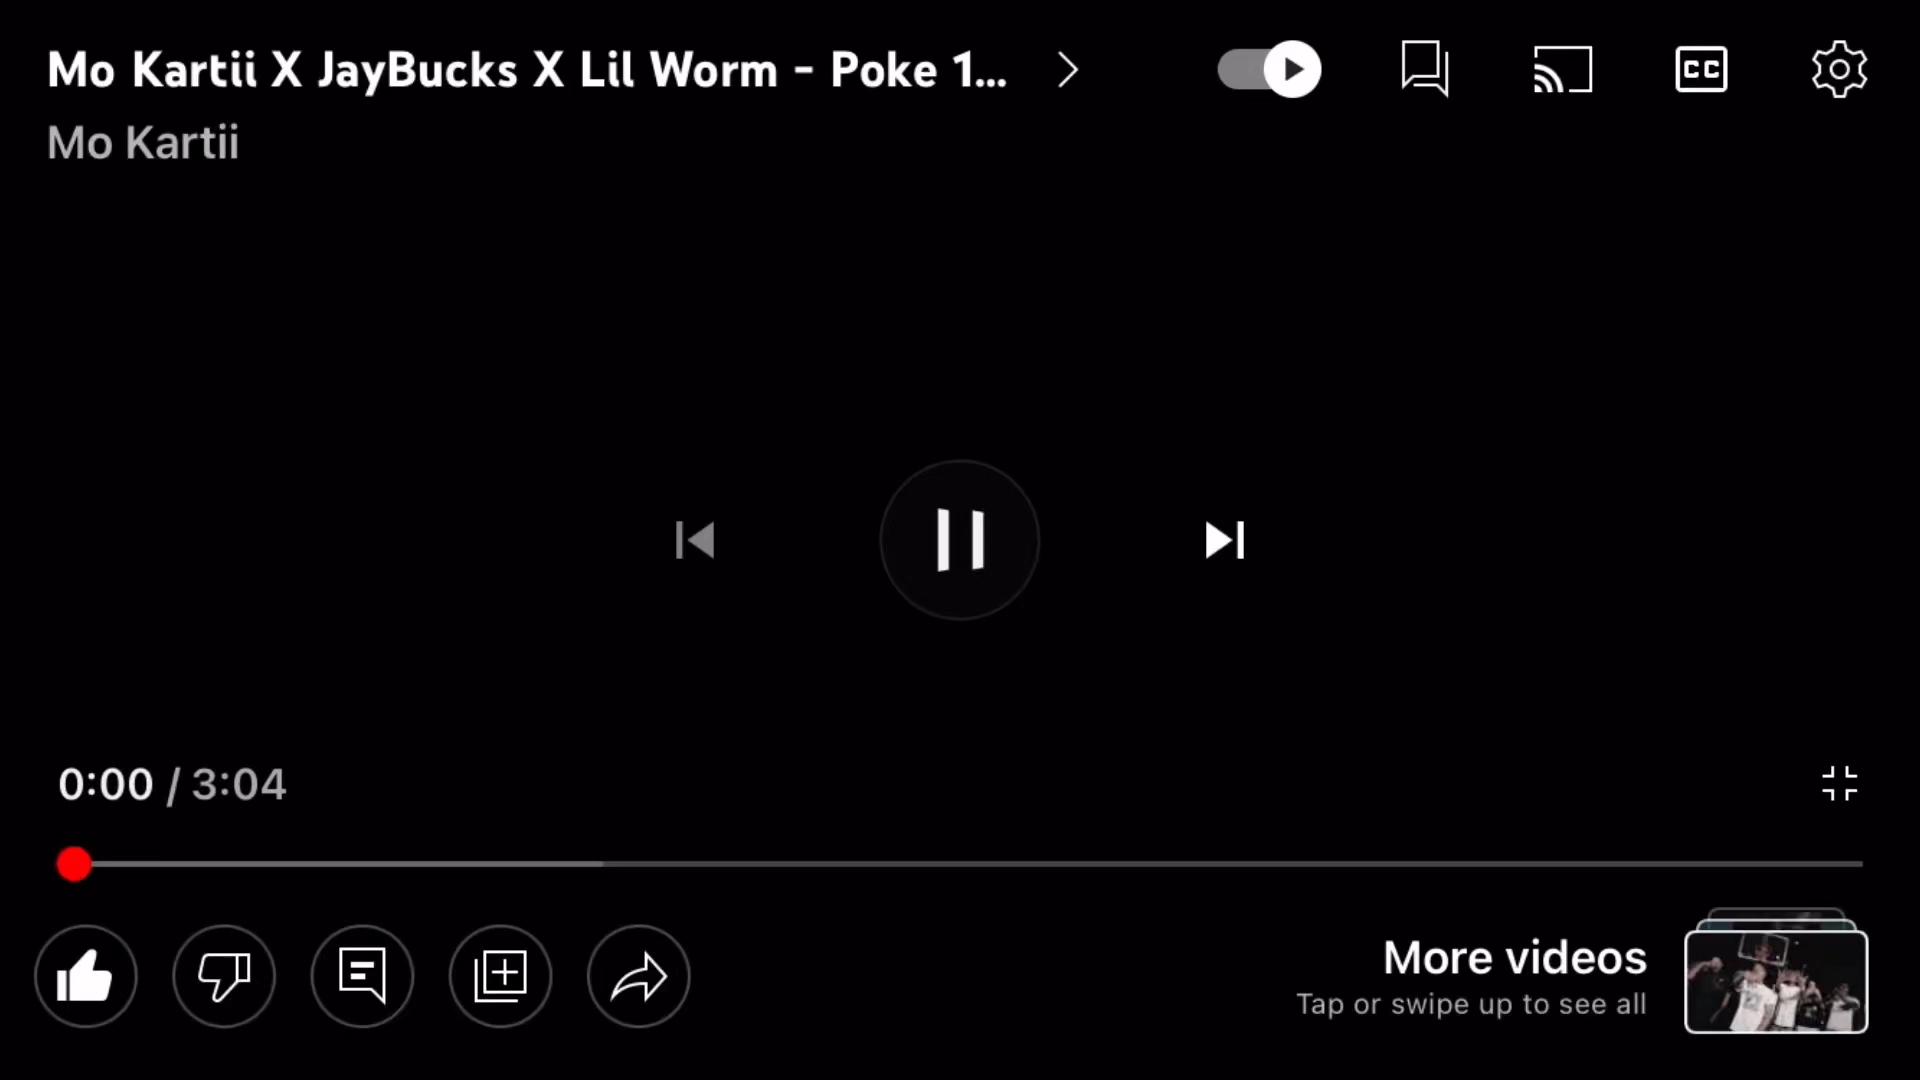 Mo Kartii X JayBucks X Lil Worm - Poke 1...
Mo Kartii
CC
0:00 / 3:04
More videos
Tap or swipe up to see all